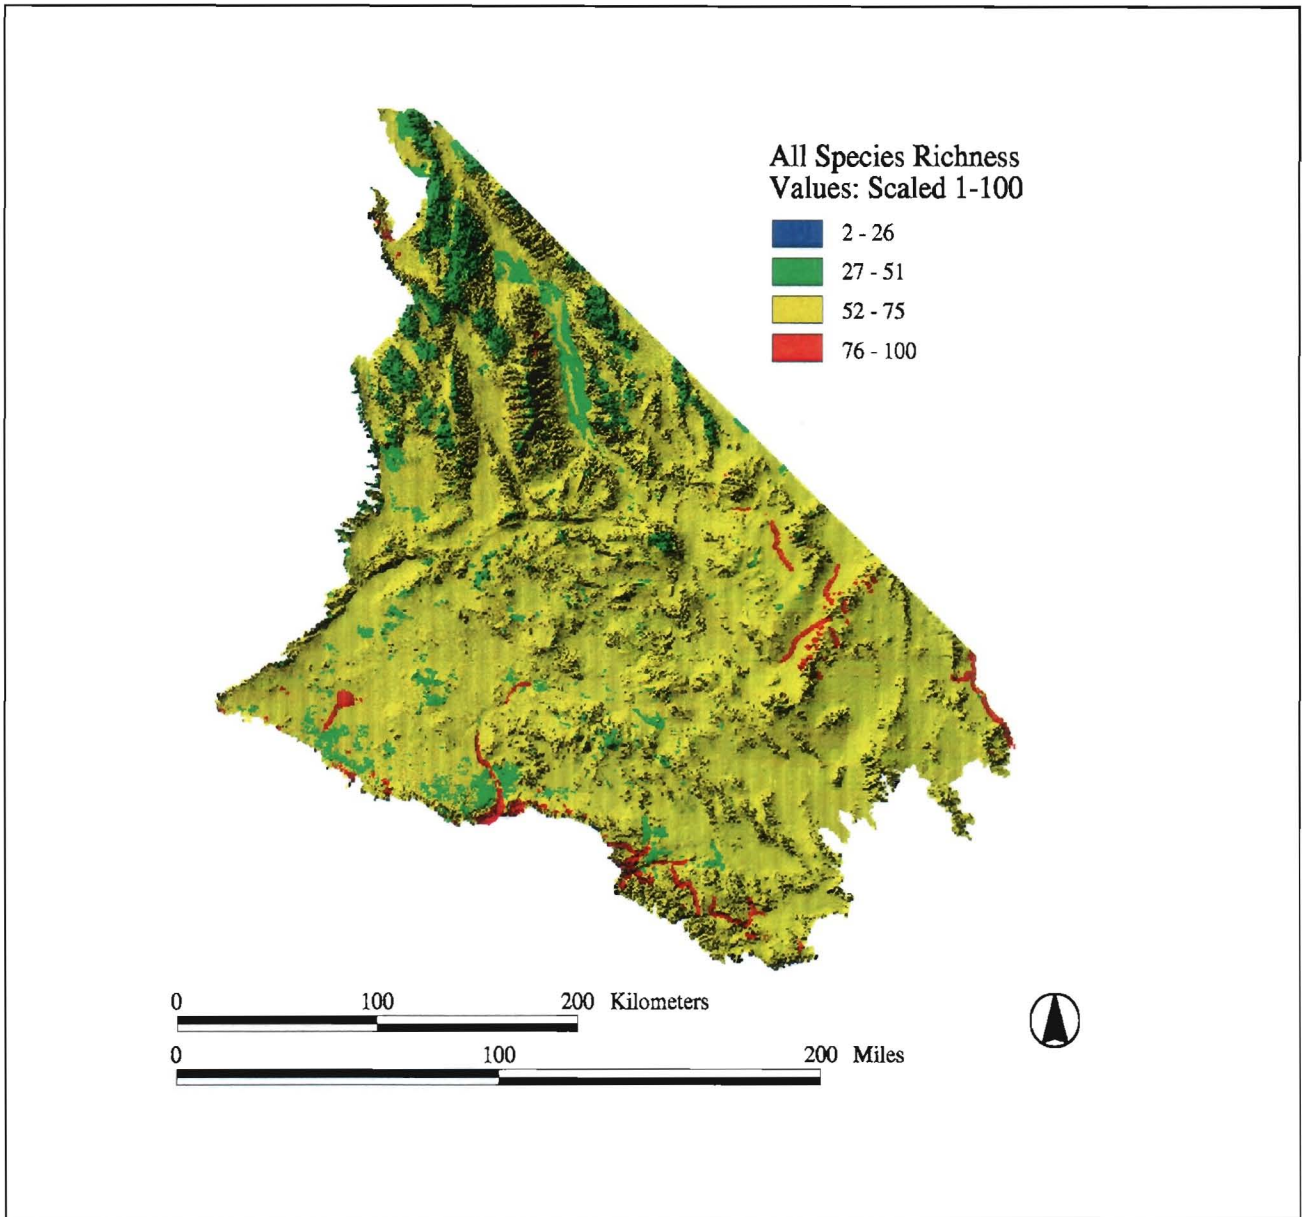 All Species Richness
Values: Scaled 1-100
2 - 26
27 - 51
52 - 75
76 - 100
0 100 200 Kilometers
0 100 200 Miles